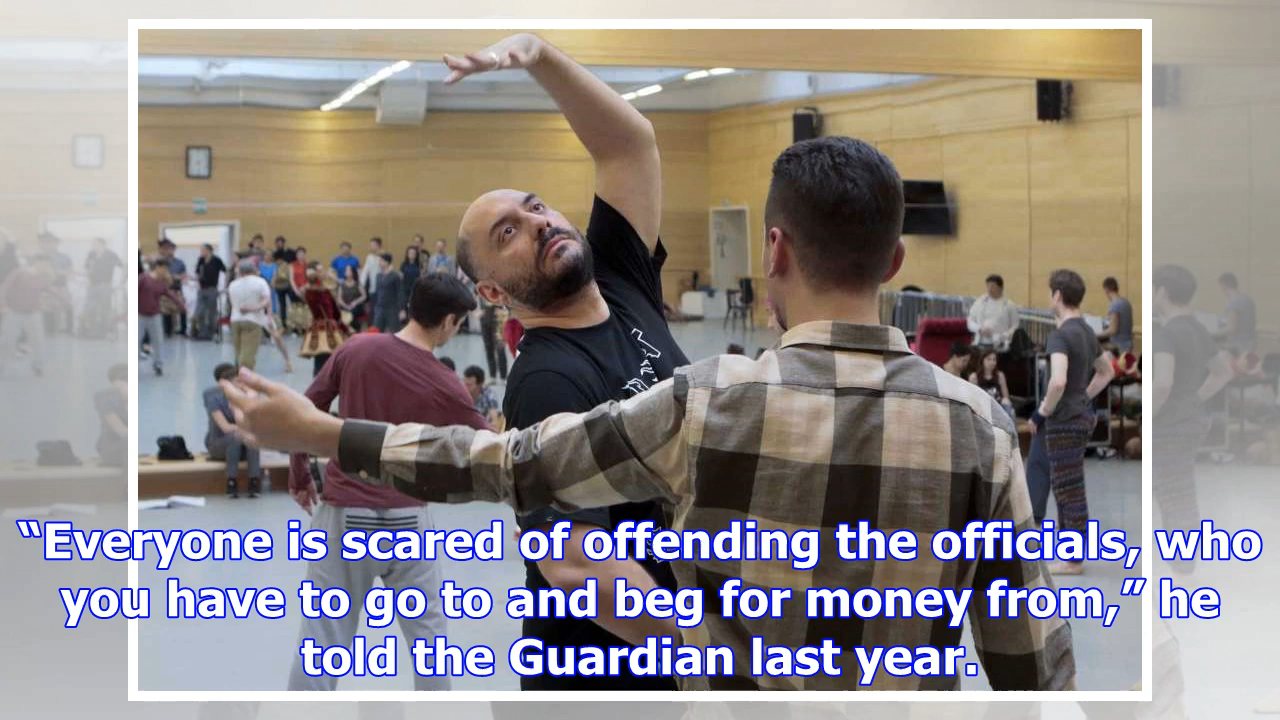 “Everyone is scared of offending the officials, who
you have to go to and beg for money from,” he
told the Guardian last year.